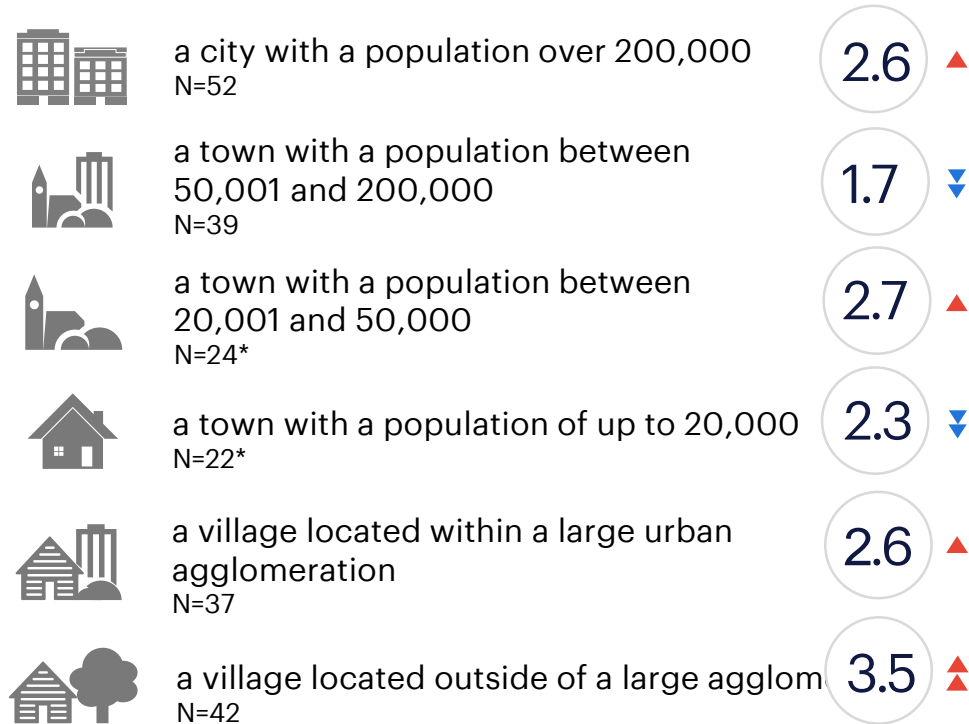 a city with a population over 200,000
N=52
2.6
a town with a population between
50,001 and 200,000
N=39
1.7
a town with a population between
20,001 and 50,000
N=24*
2.7
a town with a population of up to 20,000
N=22*
2.3
a village located within a large urban
agglomeration
N=37
2.6
a village located outside of a large agglom
N=42
3.5